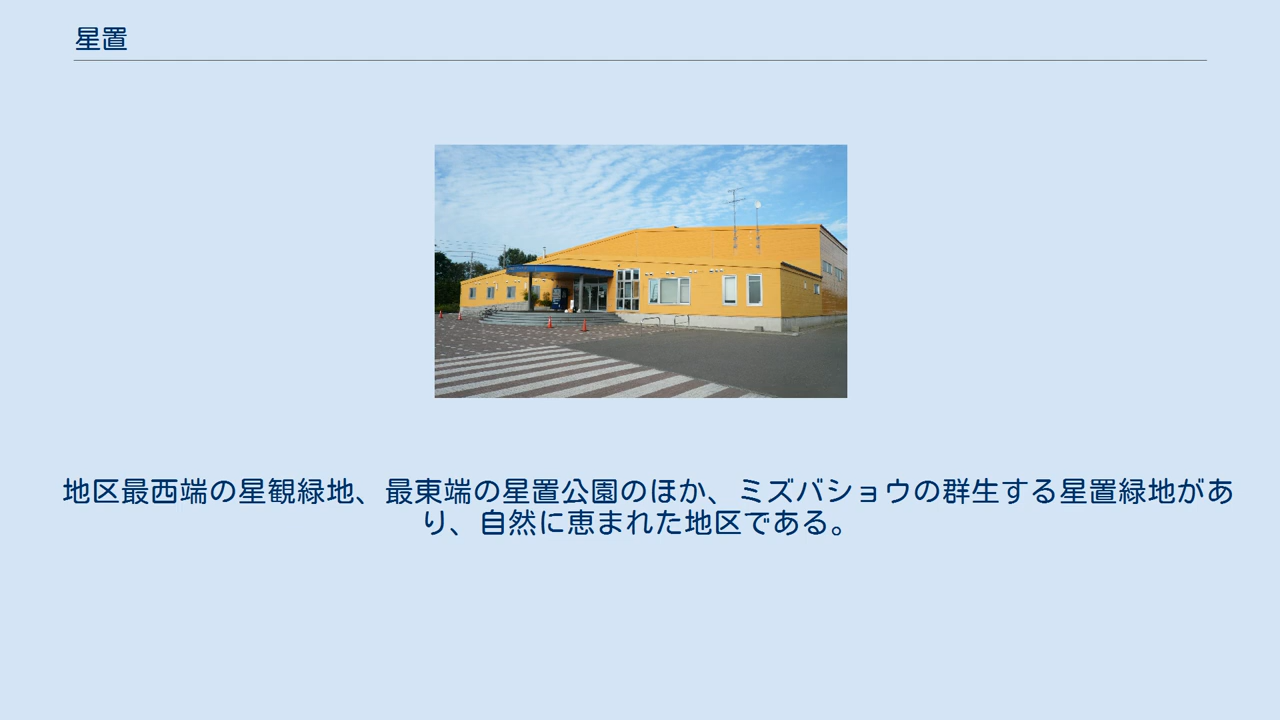 星置
地区最西端の星観緑地、最東端の星置公園のほか、ミズバショウの群生する星置緑地があ
り、自然に恵まれた地区である。